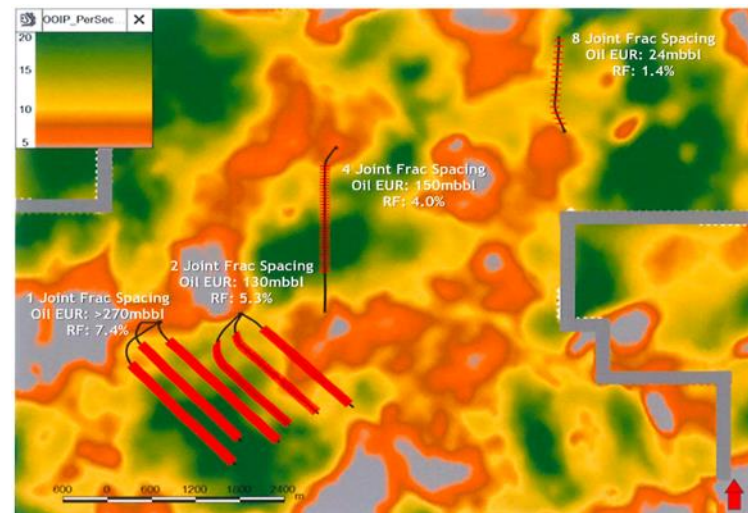 OOIP_PerSec...
20
15
10
5
8 Joint Frac Spacing
Oil EUR: 24mbbl
RF: 1.4%
4 Joint Frac Spacing
Oil EUR: 150mbbl
RF: 4.0%
2 Joint Frac Spacing
Oil EUR: 130mbbl
RF: 5.3%
1 Joint Frac Spacing
Oil EUR: >270mbbl
RF: 7.4%
600 0 600 1200 1800 2400 m